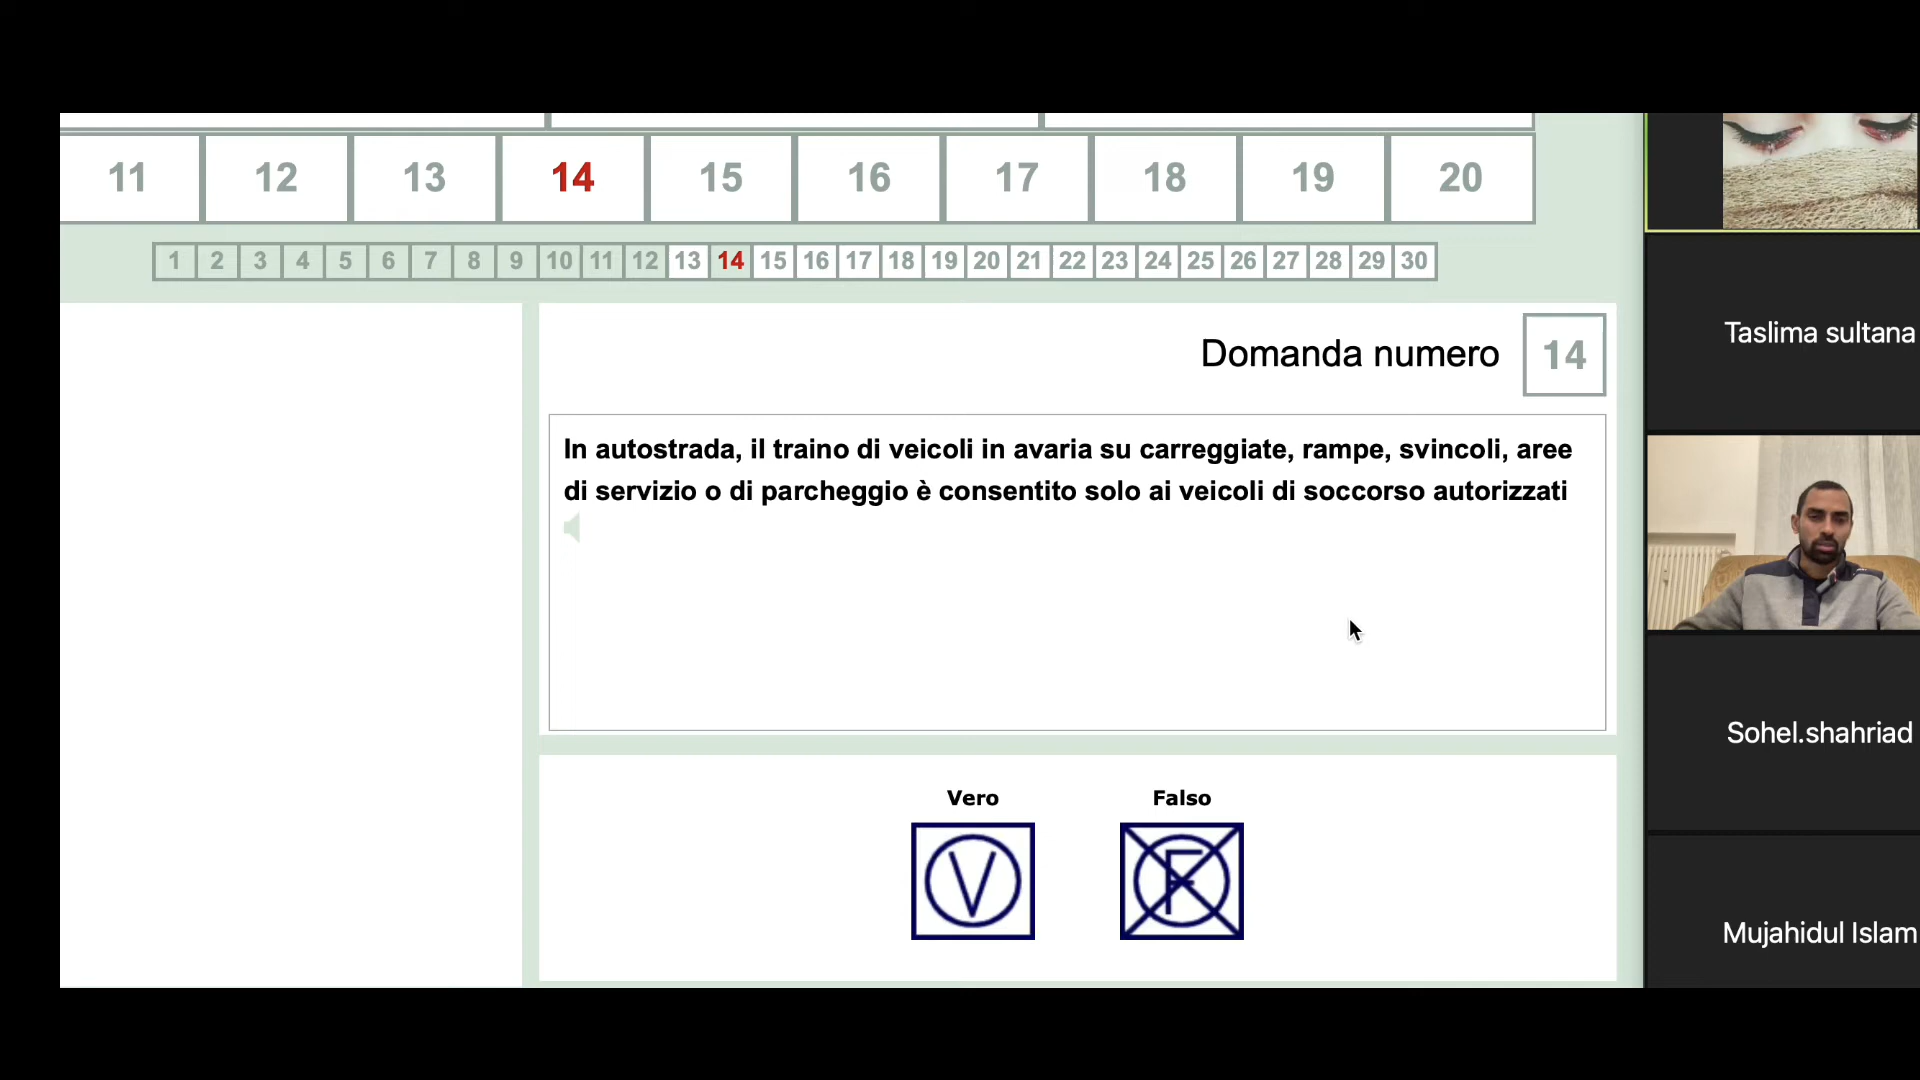 11 12 13 14 15 16 17 18 19 20
1 2 3 4 5 6 7 8 9 10 11 12 13 14 15 16 17 18 19 20 21 22 23 24 25 26 27 28 29 30
Domanda numero 14
In autostrada, il traino di veicoli in avaria su carreggiate, rampe, svincoli, aree
di servizio o di parcheggio è consentito solo ai veicoli di soccorso autorizzati
Vero Falso
V F
Taslima sultana
Sohel.shahriad
Mujahidul Islam